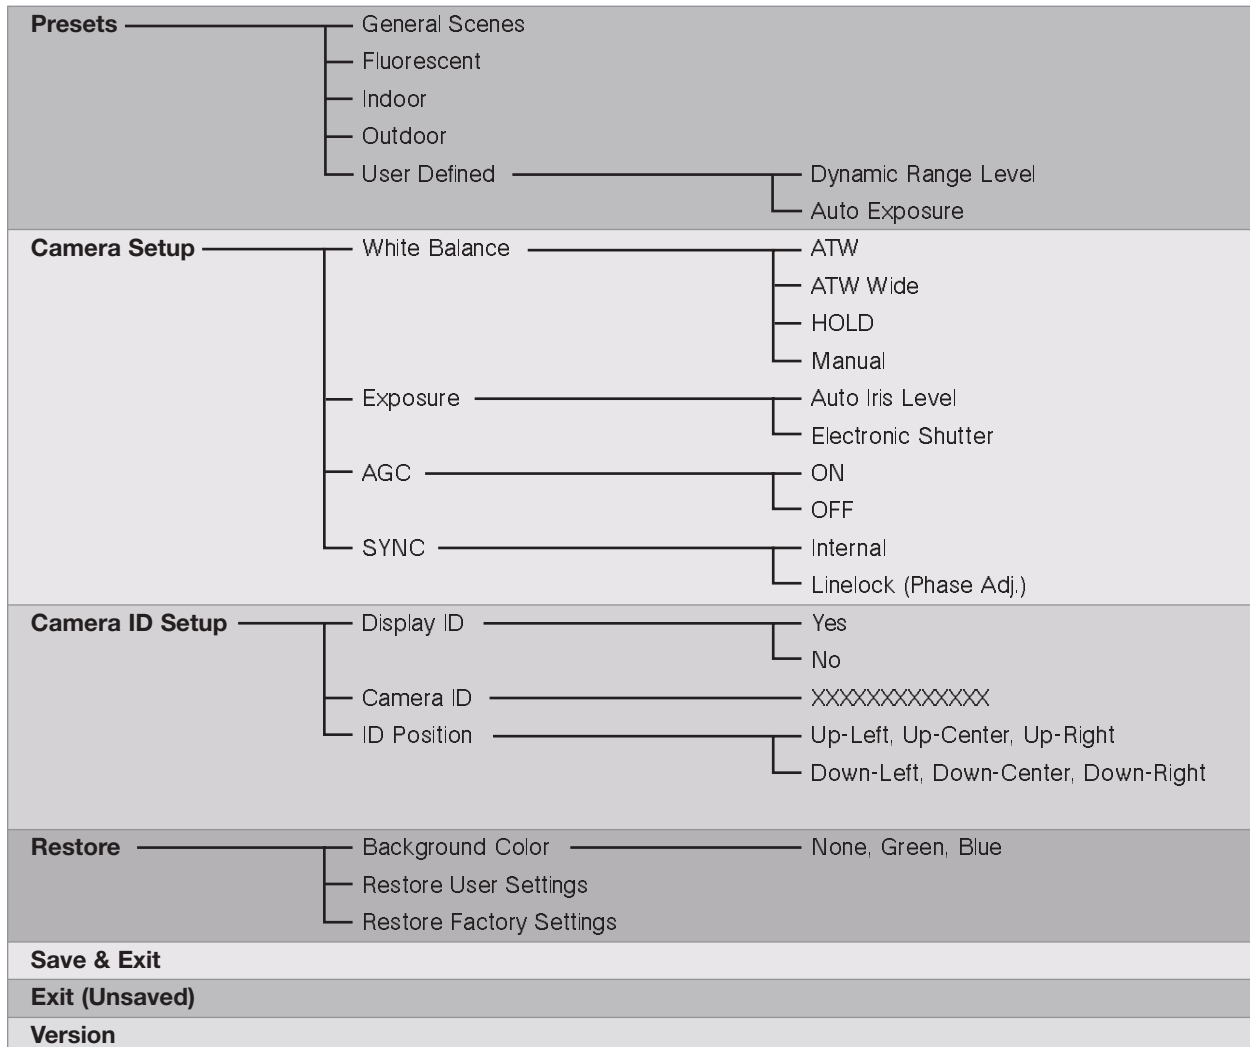 Presets General Scenes
Fluorescent
Indoor
Outdoor
User Defined Dynamic Range Level
Auto Exposure
Camera Setup White Balance ATW
ATW Wide
HOLD
Manual
Exposure Auto Iris Level
Electronic Shutter
AGC ON
OFF
SYNC Internal
Linelock (Phase Adj.)
Camera ID Setup Display ID Yes
No
Camera ID XXXXXXXXXXXXX
ID Position Up-Left, Up-Center, Up-Right
Down-Left, Down-Center, Down-Right
Restore Background Color None, Green, Blue
Restore User Settings
Restore Factory Settings
Save & Exit
Exit (Unsaved)
Version